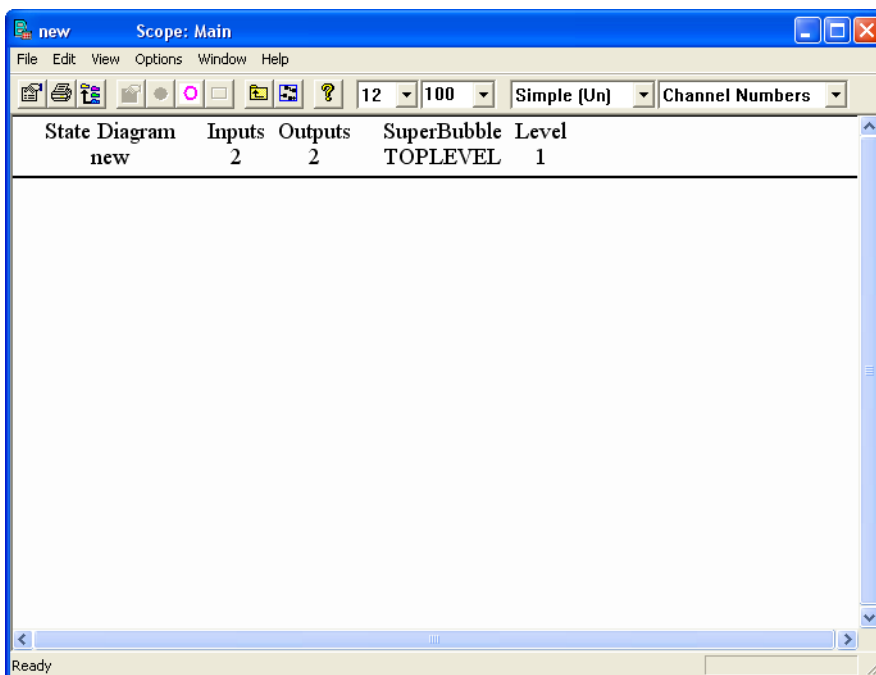 new Scope: Main
File Edit View Options Window Help
12 100 Simple (Un) Channel Numbers
State Diagram Inputs Outputs SuperBubble Level
new 2 2 TOPLEVEL 1
Ready